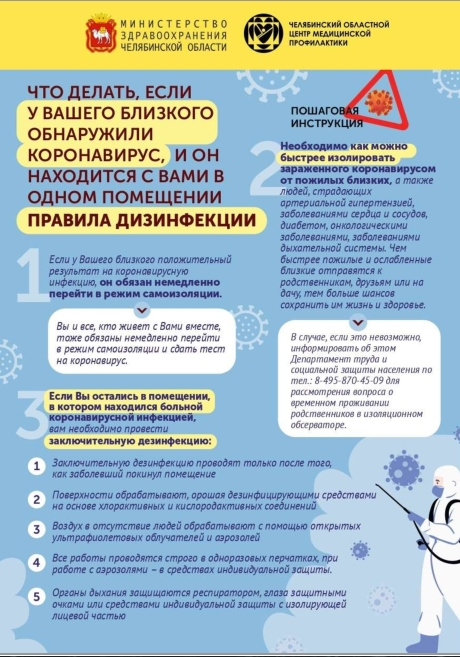 МИНИСТЕРСТВО
ЗДРАВООХРАНЕНИЯ
ЧЕЛЯБИНСКОЙ ОБЛАСТИ
ЧЕЛЯБИНСКИЙ ОБЛАСТНОЙ
ЦЕНТР МЕДИЦИНСКОЙ
ПРОФИЛАКТИКИ
ЧТО ДЕЛАТЬ, ЕСЛИ
У ВАШЕГО БЛИЗКОГО
ОБНАРУЖИЛИ
КОРОНАВИРУС, И ОН
НАХОДИТСЯ С ВАМИ В
ОДНОМ ПОМЕЩЕНИИ
ПРАВИЛА ДИЗИНФЕКЦИИ
ПОШАГОВАЯ
ИНСТРУКЦИЯ
1
Если у Вашего близкого положительный
результат на коронавирусную
инфекцию, он обязан немедленно
перейти в режим самоизоляции.
Вы и все, кто живет с Вами вместе,
тоже обязаны немедленно перейти
в режим самоизоляции и сдать тест
на коронавирус.
2
Необходимо как можно
быстрее изолировать
зараженного коронавирусом
от пожилых близких, а также
людей, страдающих
артериальной гипертензией,
заболеваниями сердца и сосудов,
диабетом, онкологическими
заболеваниями, заболеваниями
дыхательной системы. Чем
быстрее пожилые и ослабленные
близкие отправятся к
родственникам, друзьям или на
дачу, тем больше шансов
сохранить им жизнь и здоровье.
В случае, если это невозможно,
информировать об этом
Департамент труда и
социальной защиты населения по
тел.: 8-495-870-45-09 для
рассмотрения вопроса о
временном проживании
родственников в изоляционном
обсерваторе.
3
Если Вы остались в помещении,
в котором находился больной
коронавирусной инфекцией,
вам необходимо провести
заключительную дезинфекцию:
1 Заключительную дезинфекцию проводят только после того,
как заболевший покинул помещение
2 Поверхности обрабатывают, орошая дезинфицирующими средствами
на основе хлорактивных и кислородактивных соединений
3 Воздух в отсутствие людей обрабатывают с помощью открытых
ультрафиолетовых облучателей и аэрозолей
4 Все работы проводятся строго в одноразовых перчатках, при
работе с аэрозолями – в средствах индивидуальной защиты.
5 Органы дыхания защищаются респиратором, глаза защитными
очками или средствами индивидуальной защиты с изолирующей
лицевой частью